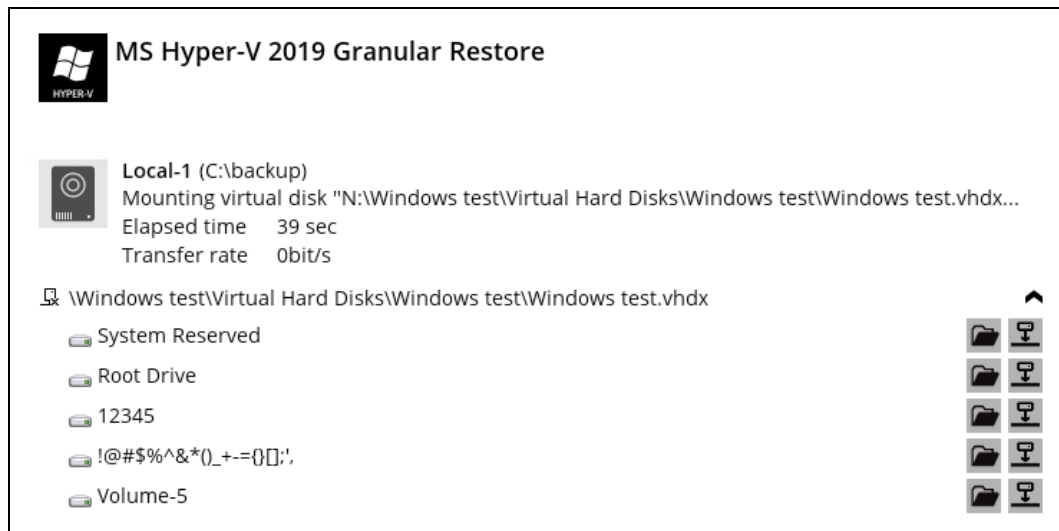 MS Hyper-V 2019 Granular Restore
HYPER-V
Local-1 (C:\backup)
Mounting virtual disk "N:\Windows test\Virtual Hard Disks\Windows test\Windows test.vhdx...
Elapsed time 39 sec
Transfer rate 0bit/s
\Windows test\Virtual Hard Disks\Windows test\Windows test.vhdx
System Reserved
Root Drive
12345
!@#$%^&*()_+-={}[];',
Volume-5